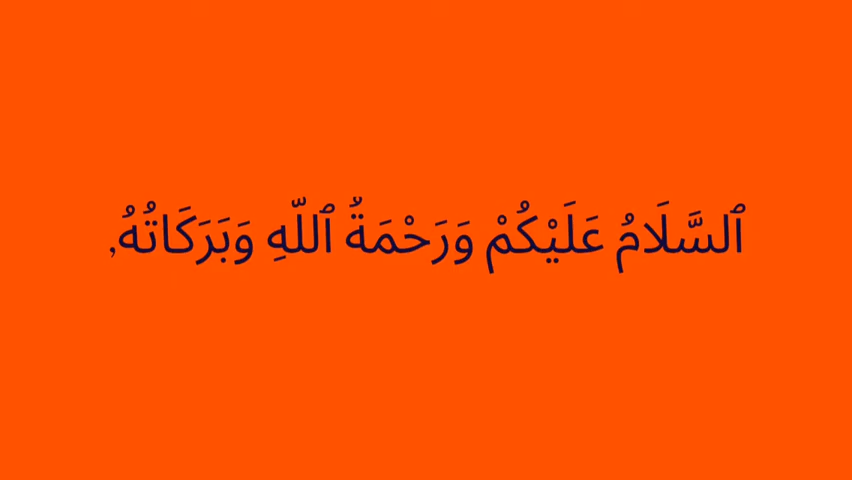 ٱلسَّلَامُ عَلَيْكُمْ وَرَحْمَةُ ٱللَّهِ وَبَرَكَاتُهُ,